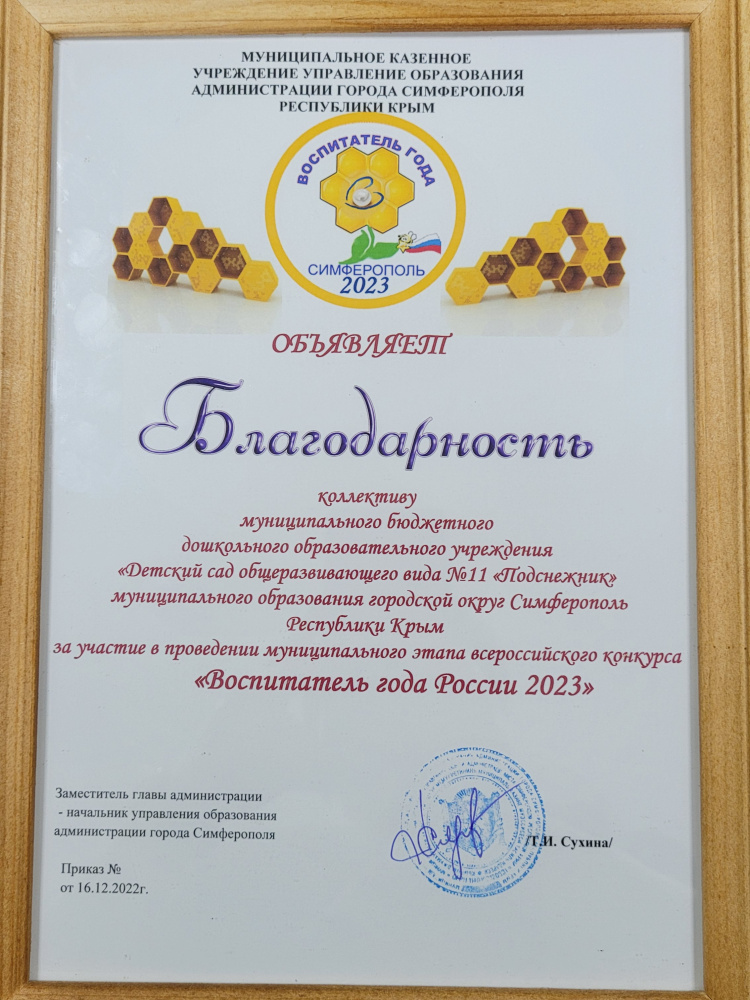 МУНИЦИПАЛЬНОЕ КАЗЕННОЕ
УЧРЕЖДЕНИЕ УПРАВЛЕНИЕ ОБРАЗОВАНИЯ
АДМИНИСТРАЦИИ ГОРОДА СИМФЕРОПОЛЯ
РЕСПУБЛИКИ КРЫМ
ВОСПИТАТЕЛЬ ГОДА
В
СИМФЕРОПОЛЬ
2023
ОБЪЯВЛЯЕТ
Благодарность
коллективу
муниципального бюджетного
дошкольного образовательного учреждения
«Детский сад общеразвивающего вида №11 «Подснежник»
муниципального образования городской округ Симферополь
Республики Крым
за участие в проведении муниципального этапа всероссийского конкурса
«Воспитатель года России 2023»
Заместитель главы администрации
- начальник управления образования
администрации города Симферополя
/Т.И. Сухина/
Приказ №
от 16.12.2022г.